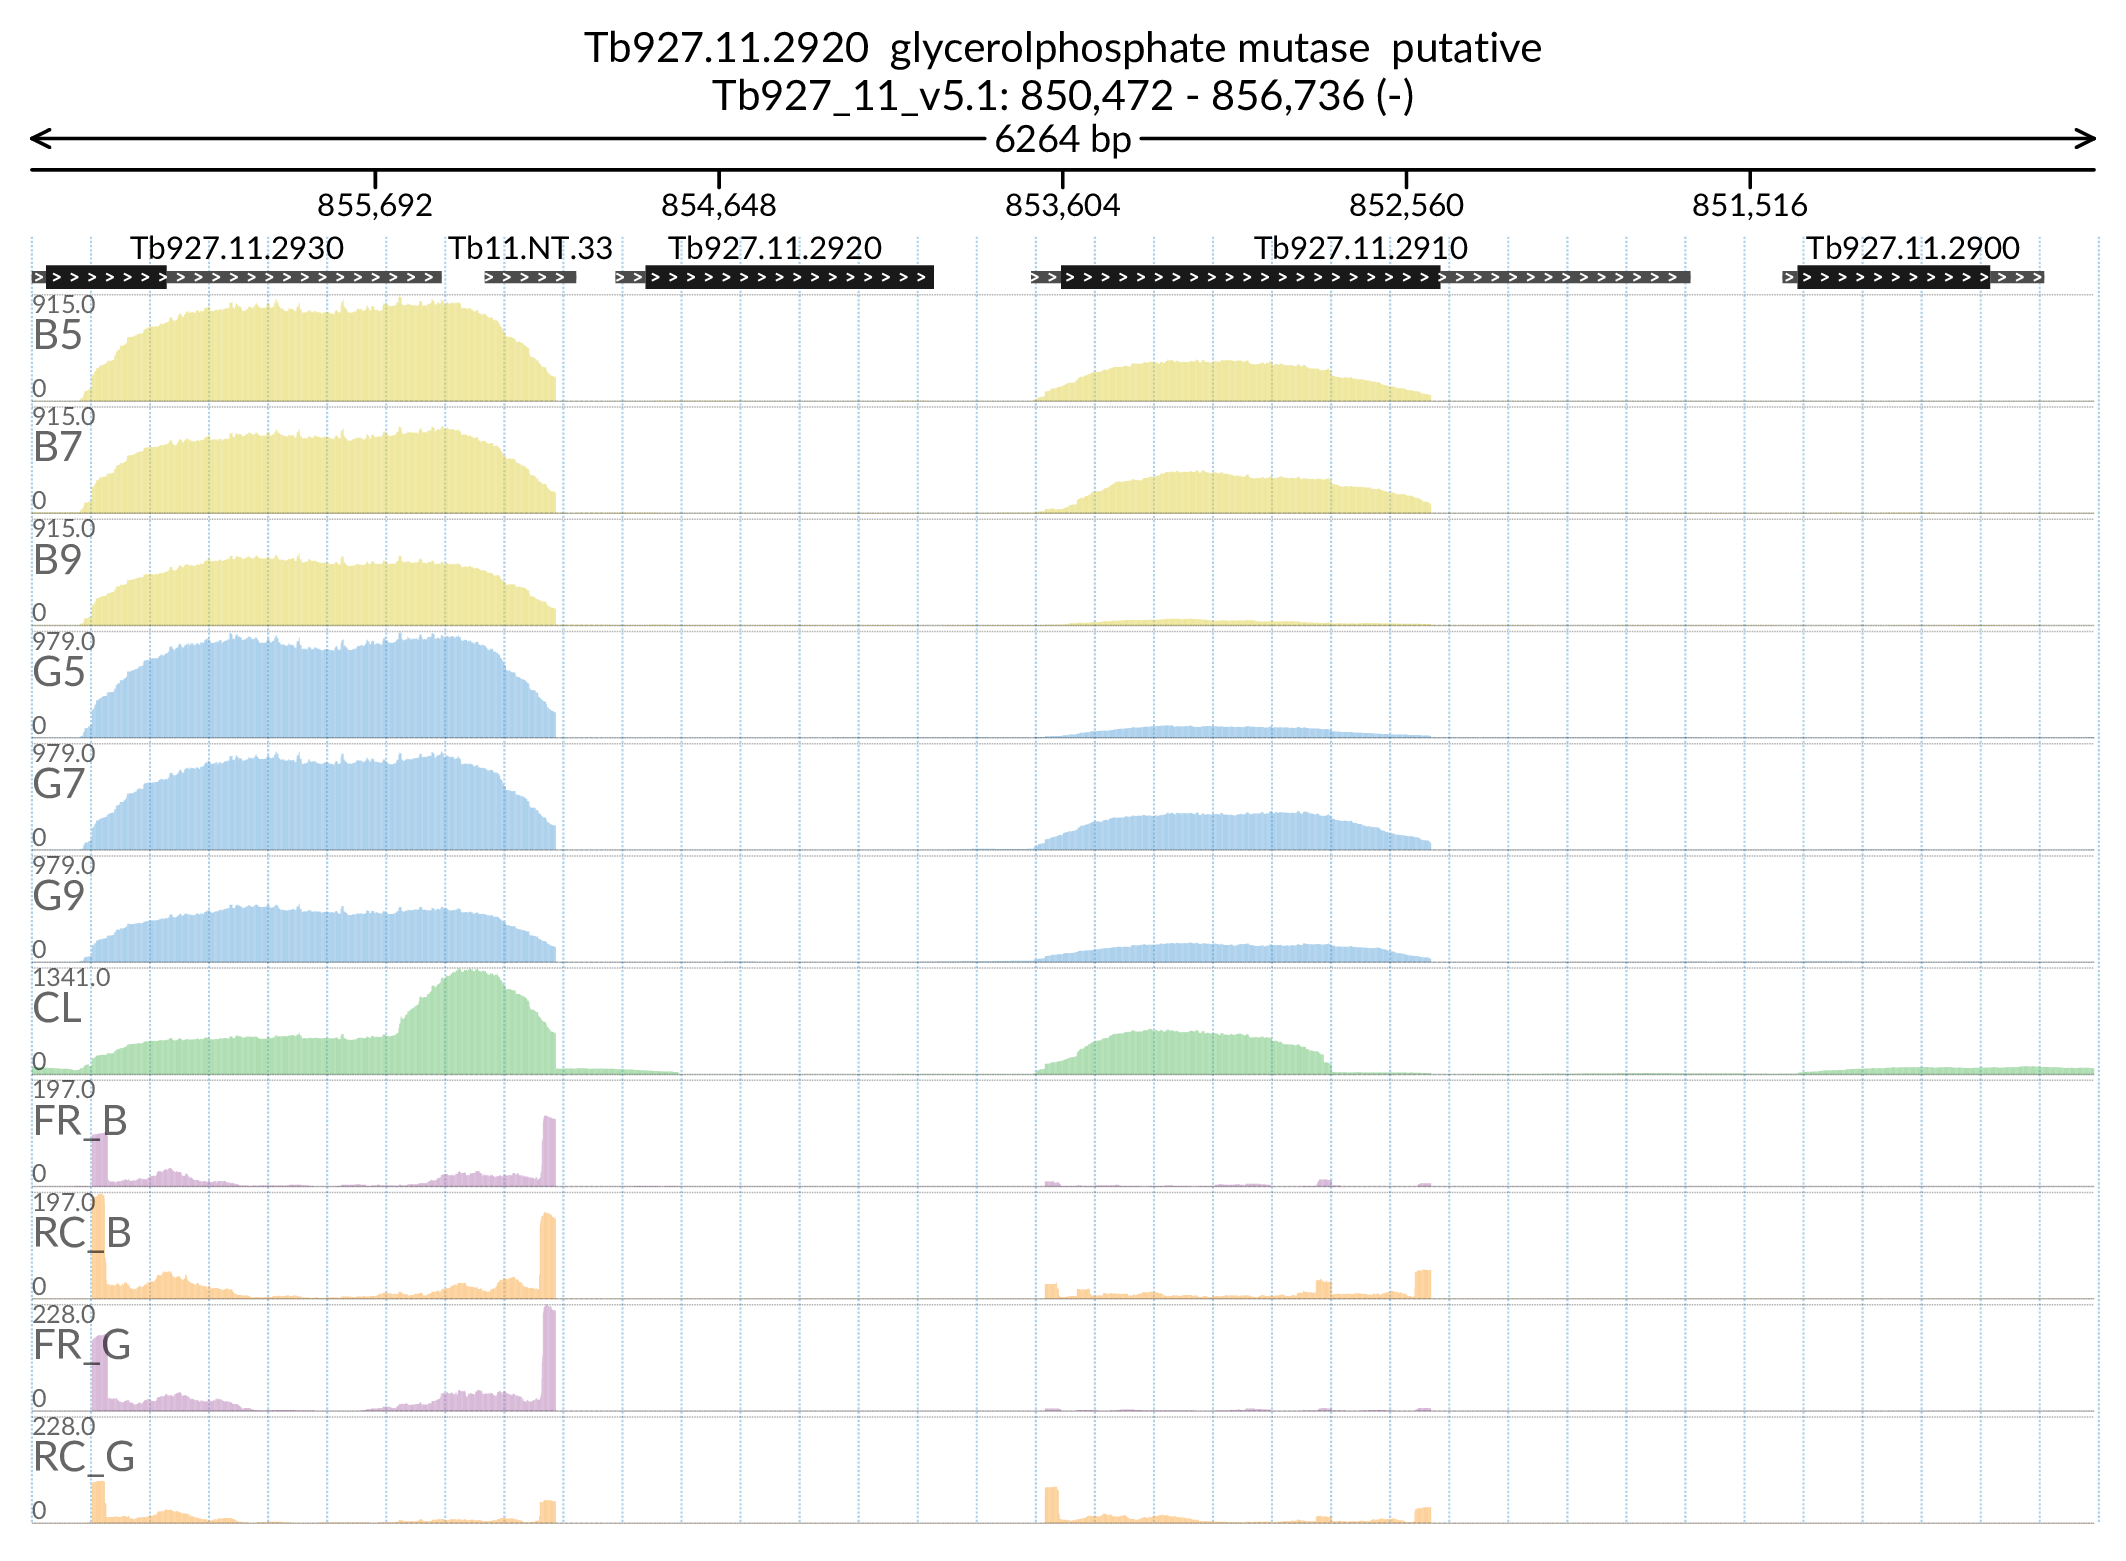 Tb927.11.2920  glycerolphosphate mutase  putative
Tb927_11_v5.1: 850,472 - 856,736 (-)
6264 bp
855,692 854,648 853,604 852,560 851,516
Tb927.11.2930 Tb11.NT.33 Tb927.11.2920 Tb927.11.2910 Tb927.11.2900
915.0
B5
0
915.0
B7
0
915.0
B9
0
979.0
G5
0
979.0
G7
0
979.0
G9
0
1341.0
CL
0
197.0
FR_B
0
197.0
RC_B
0
228.0
FR_G
0
228.0
RC_G
0